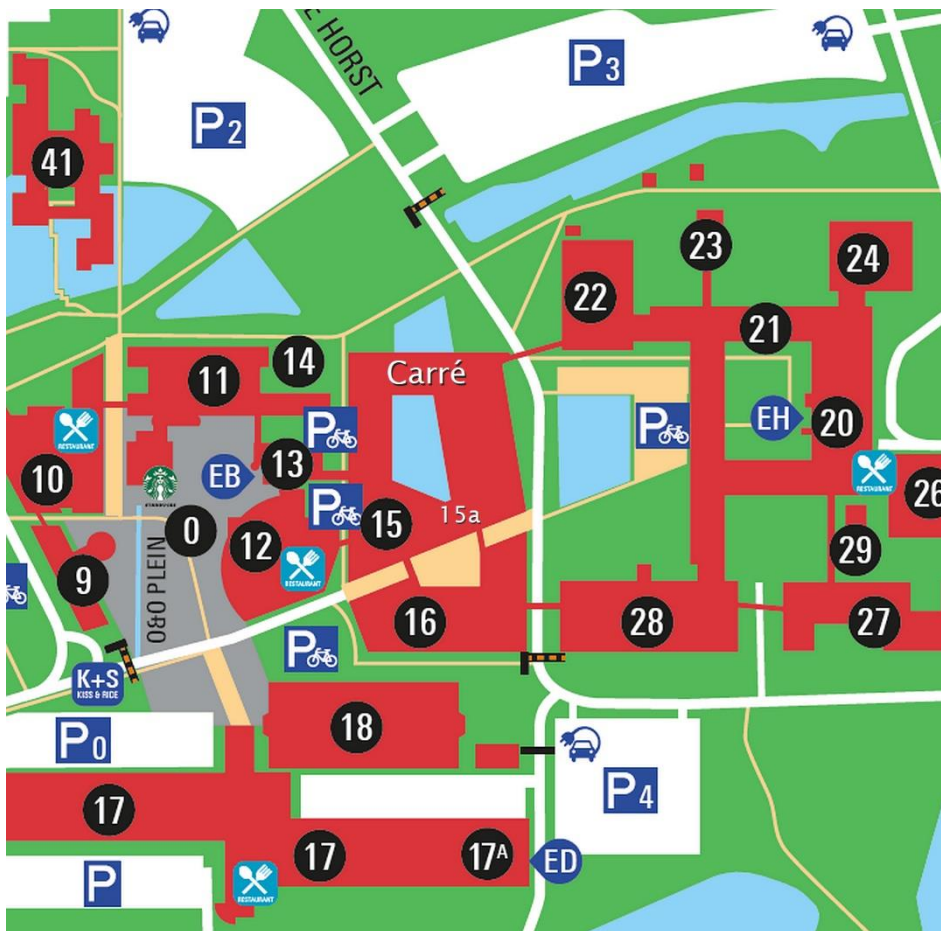 E HORST
P3
P2
41
23
24
22
21
Carré
14
11
EH
20
RESTAURANT
10
EB
13
RESTAURANT
26
STARBUCKS
15a
15
0
12
29
O&O PLEIN
RESTAURANT
9
16
28
27
K+S
KISS & RIDE
18
P0
P4
17
17
17A
ED
P
RESTAURANT